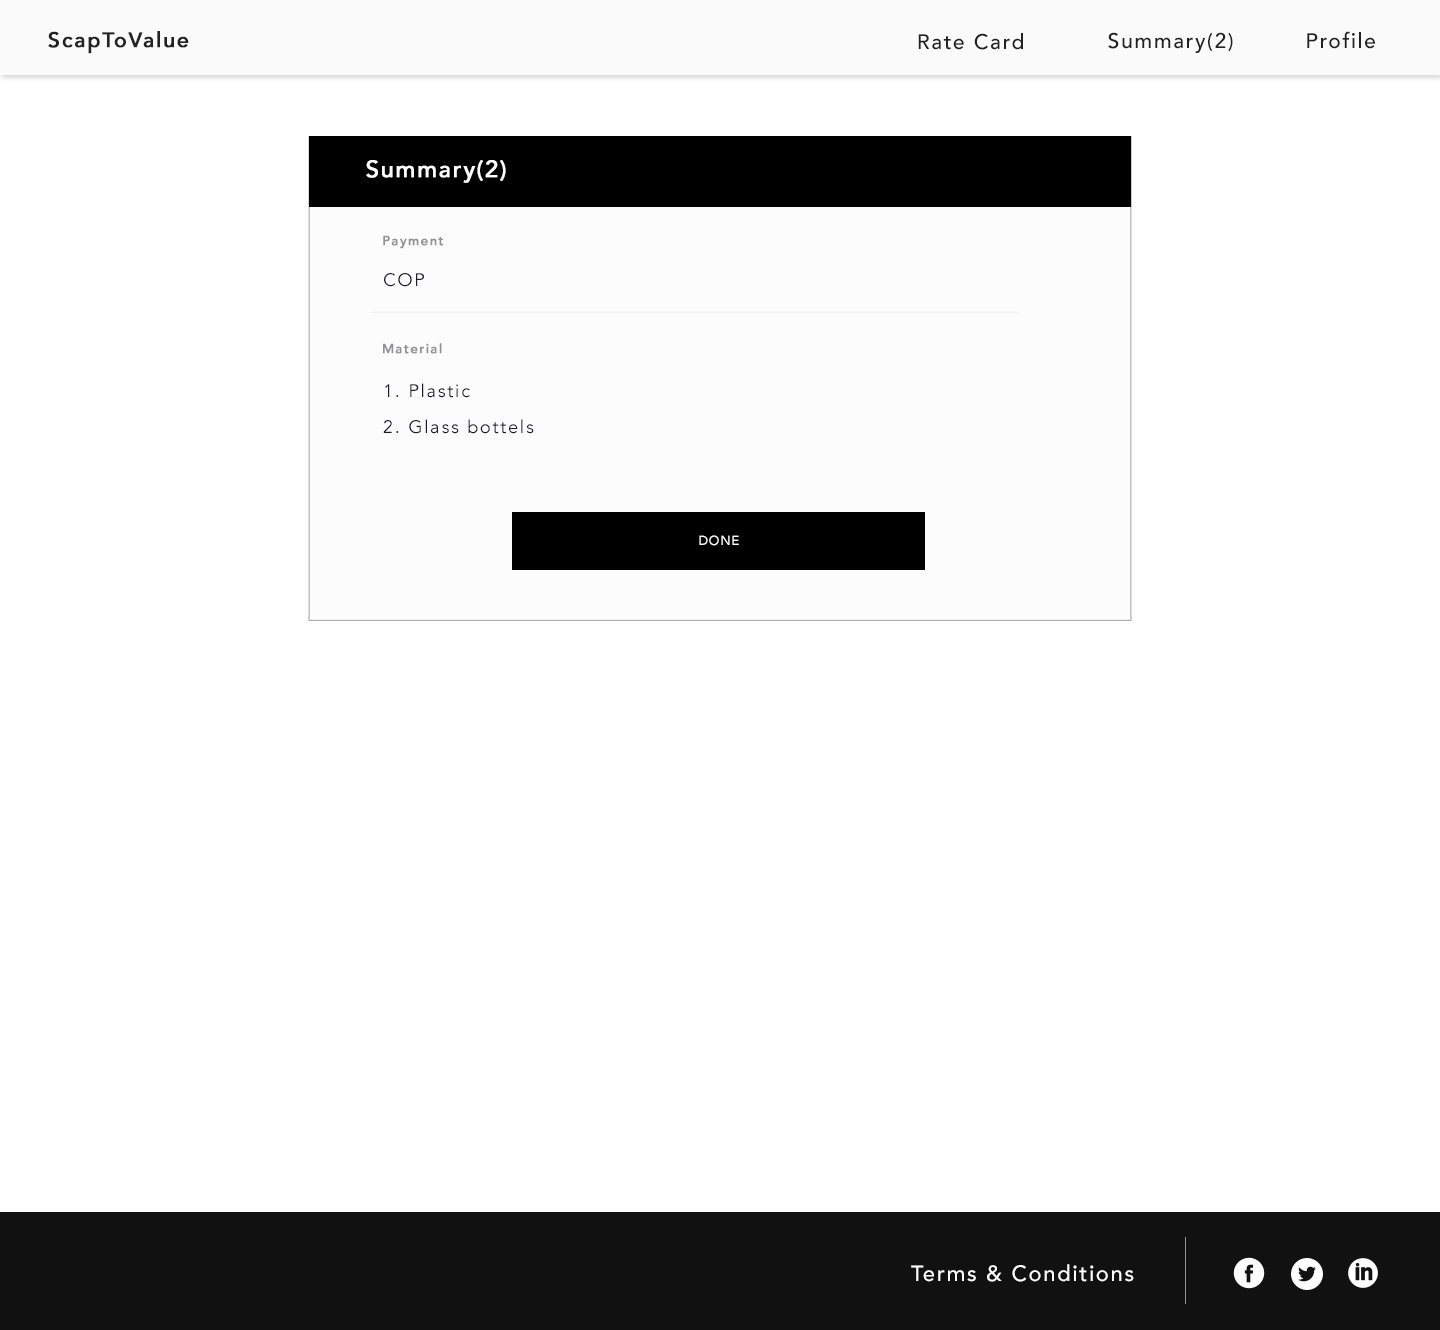 ScapToValue
Rate Card
Summary(2)
Profile
Summary(2)
Payment
COP
Material
1. Plastic
2. Glass bottels
DONE
Terms & Conditions